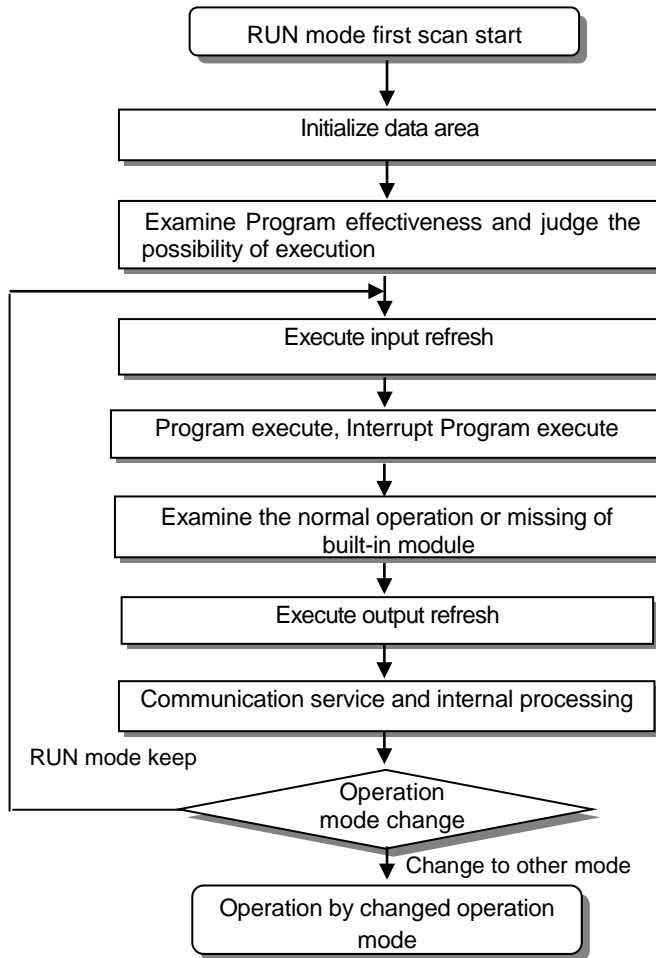 RUN mode first scan start
Initialize data area
Examine Program effectiveness and judge the
possibility of execution
Execute input refresh
Program execute, Interrupt Program execute
Examine the normal operation or missing of
built-in module
Execute output refresh
Communication service and internal processing
RUN mode keep
Operation
mode change
Change to other mode
Operation by changed operation
mode